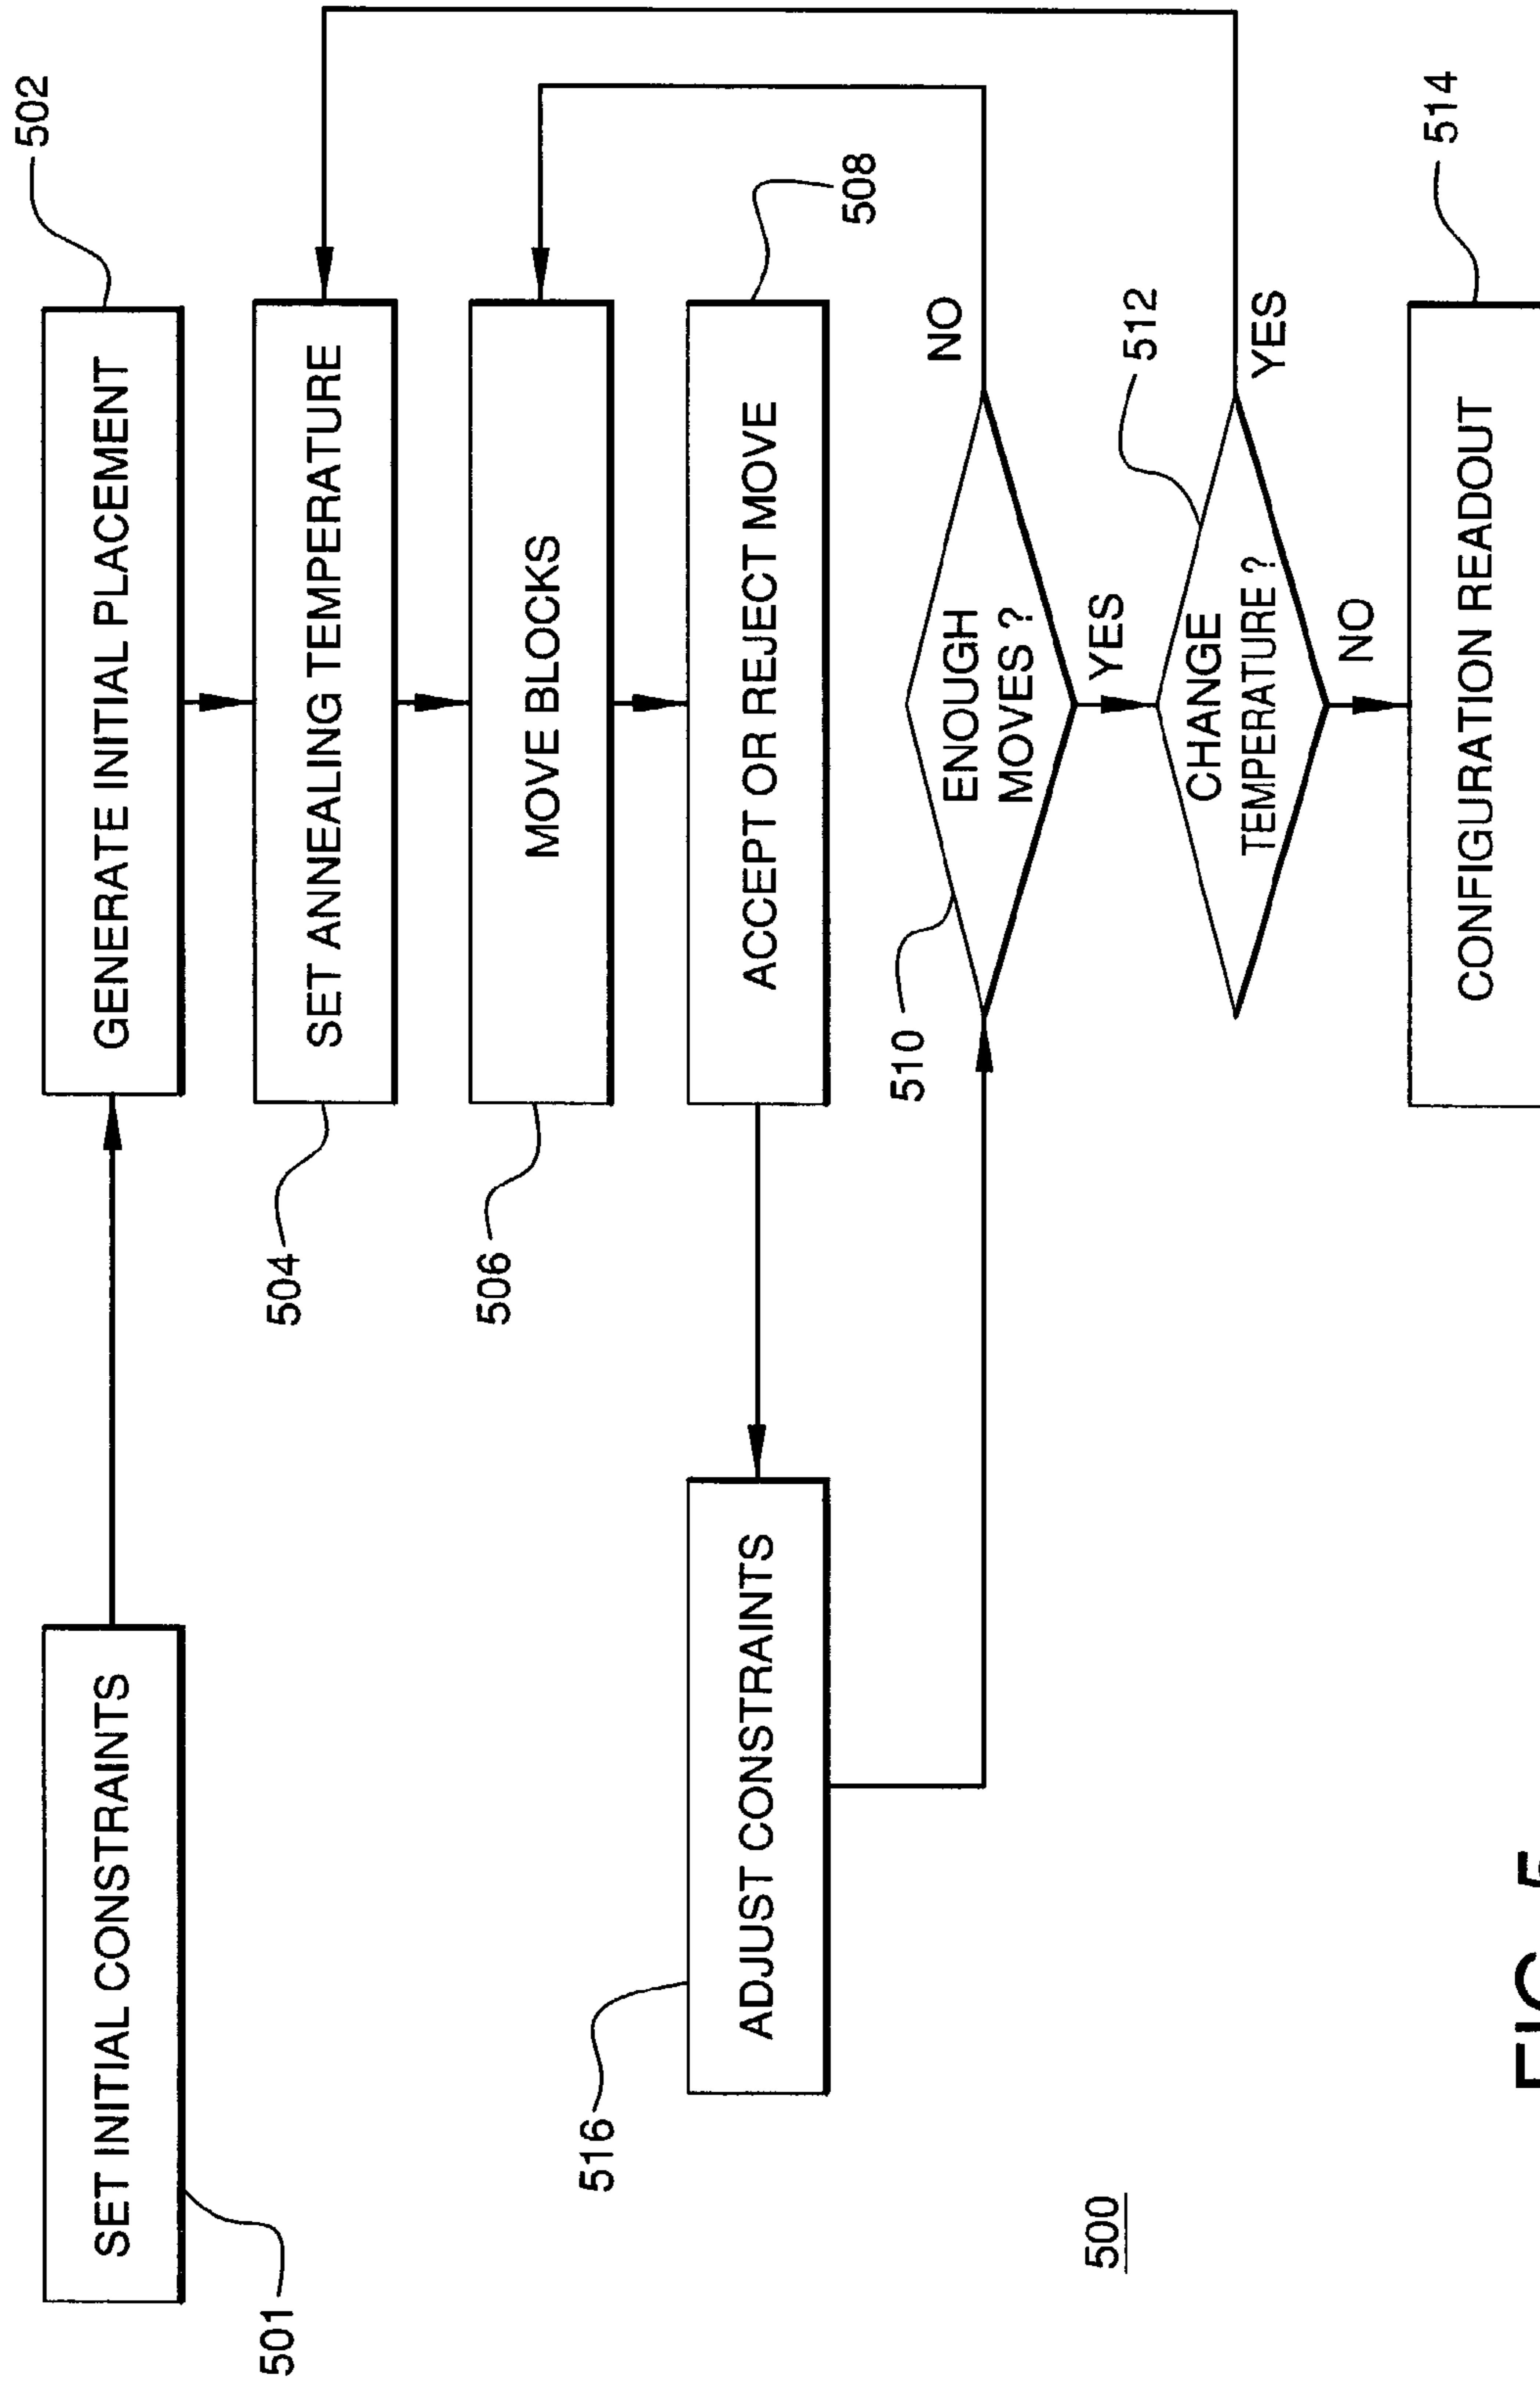 502
GENERATE INITIAL PLACEMENT
SET INITIAL CONSTRAINTS
501
SET ANNEALING TEMPERATURE
504
MOVE BLOCKS
506
ACCEPT OR REJECT MOVE
508
ADJUST CONSTRAINTS
516
NO
ENOUGH
MOVES ?
510
YES
512
CHANGE
TEMPERATURE ?
YES
NO
514
CONFIGURATION READOUT
500